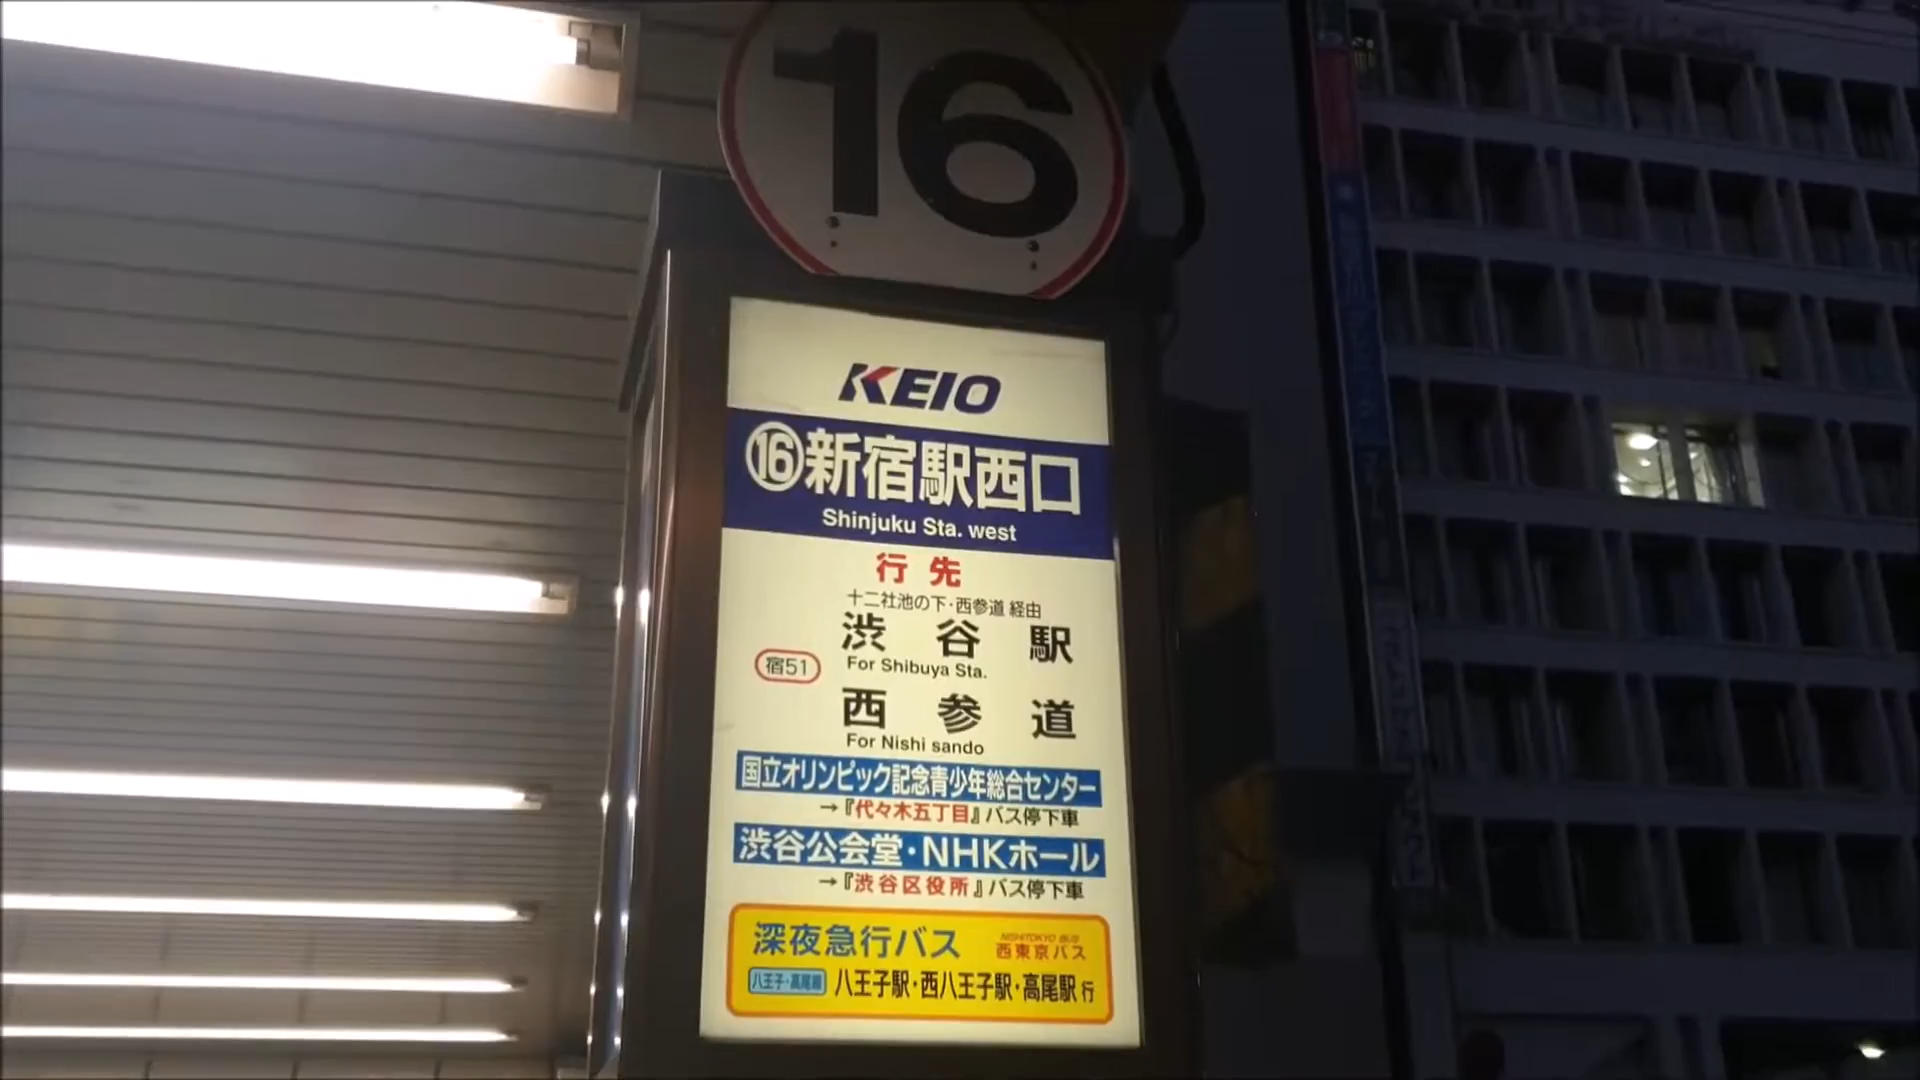 16
KEIO
⑯新宿駅西口
Shinjuku Sta. west
行先
十二社池の下・西参道 経由
渋谷駅
For Shibuya Sta.
宿51
西参道
For Nishi sando
国立オリンピック記念青少年総合センター
→『代々木五丁目』バス停下車
渋谷公会堂・NHKホール
→『渋谷区役所』バス停下車
深夜急行バス
NISHITOKYO BUS
西東京バス
八王子・高尾線 八王子駅・西八王子駅・高尾駅 行